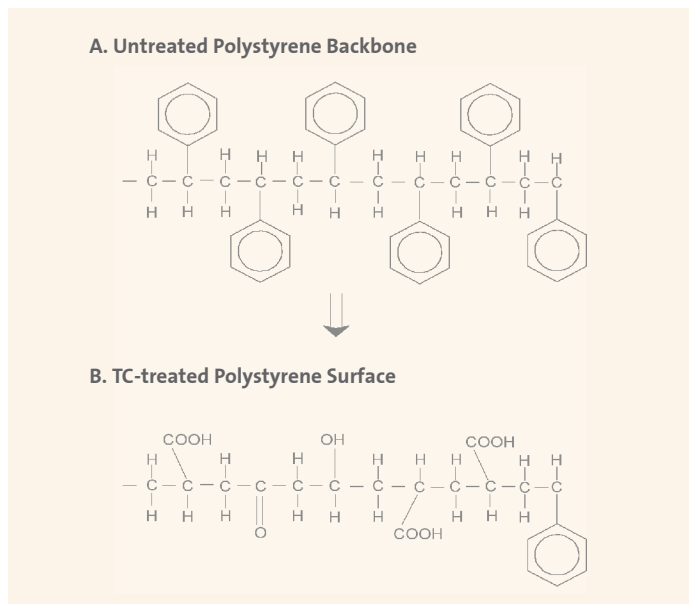 A. Untreated Polystyrene Backbone
H H H H H H H H H
– C – C – C – C – C – C – C – C – C – C – C – C
H H H H H H H H H
B. TC-treated Polystyrene Surface
COOH OH COOH
H H H H H H H H
– C – C – C – C – C – C – C – C – C – C – C – C
H H H H H H H H H
O COOH